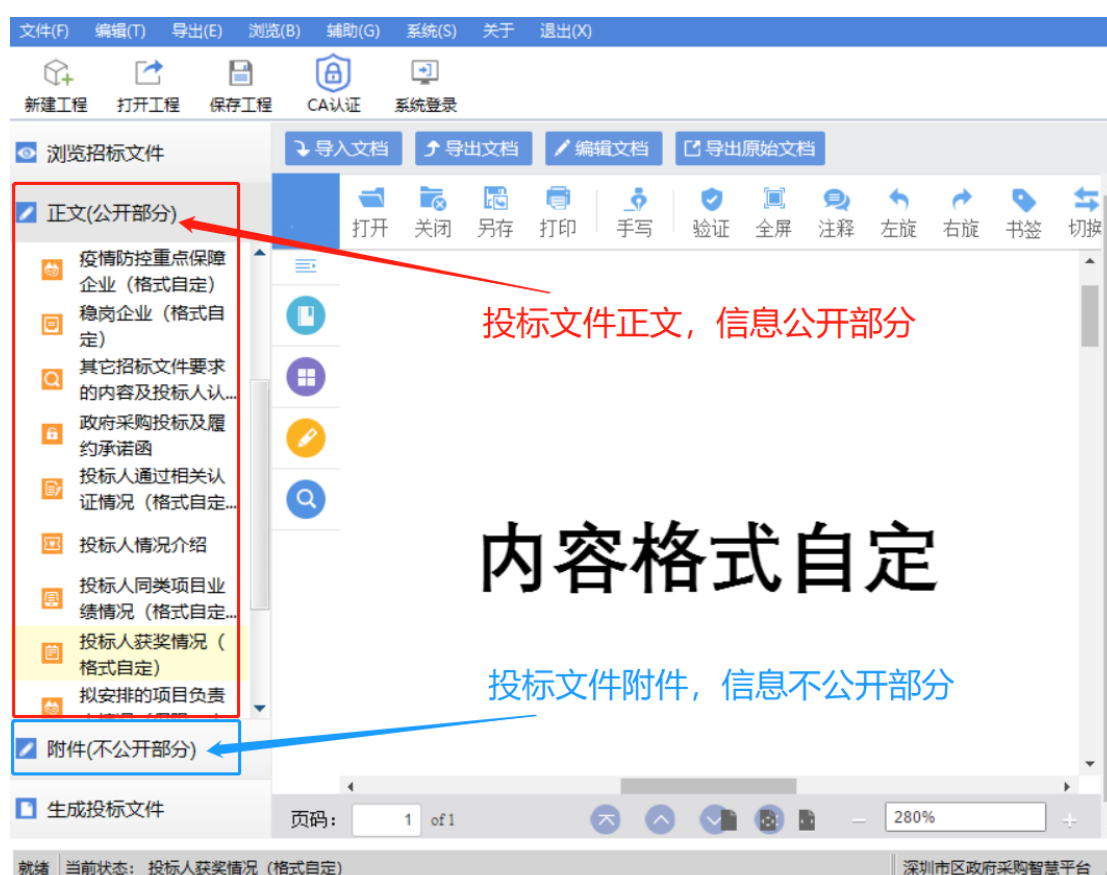 文件(F) 编辑(T) 导出(E) 浏览(B) 辅助(G) 系统(S) 关于 退出(X)
新建工程 打开工程 保存工程 CA认证 系统登录
浏览招标文件
导入文档 导出文档 编辑文档 导出原始文档
正文(公开部分)
打开 关闭 另存 打印 手写 验证 全屏 注释 左旋 右旋 书签 切换
疫情防控重点保障
企业（格式自定）
稳岗企业（格式自
定）
其它招标文件要求
的内容及投标人认...
政府采购投标及履
约承诺函
投标人通过相关认
证情况（格式自定...
投标人情况介绍
投标人同类项目业
绩情况（格式自定...
投标人获奖情况（
格式自定）
拟安排的项目负责
投标文件正文，信息公开部分
内容格式自定
投标文件附件，信息不公开部分
附件(不公开部分)
生成投标文件
页码: 1 of 1 280%
就绪 当前状态: 投标人获奖情况（格式自定） 深圳市区政府采购智慧平台